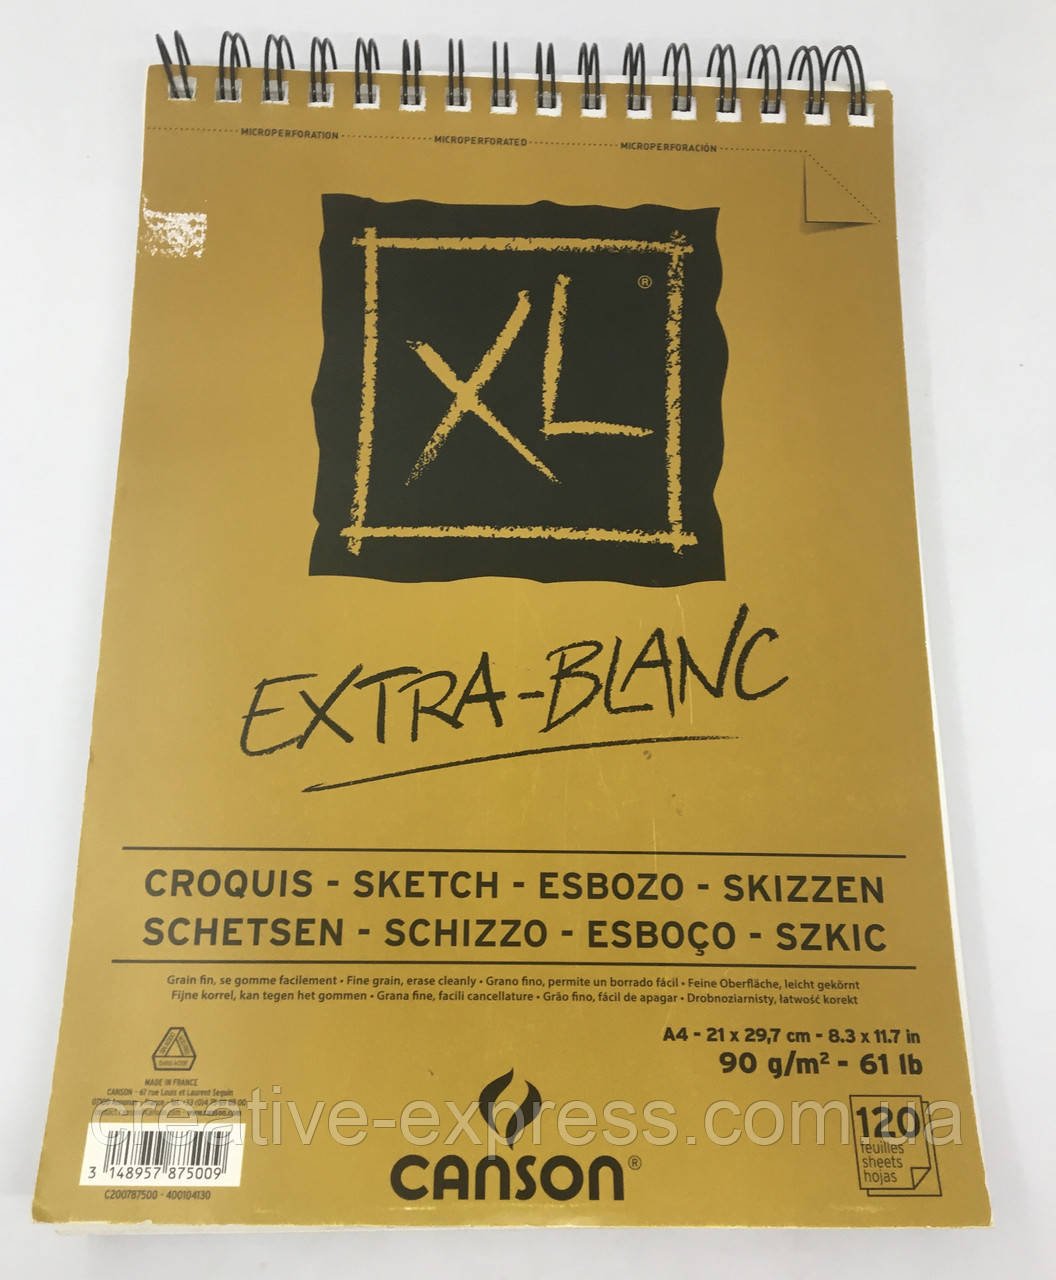 MICROPERFORATION MICROPERFORATED MICROPERFORACIÓN
XL®
EXTRA-BLANC
CROQUIS - SKETCH - ESBOZO - SKIZZEN
SCHETSEN - SCHIZZO - ESBOÇO - SZKIC
Grain fin, se gomme facilement • Fine grain, erase cleanly • Grano fino, permite un borrado fácil • Feine Oberfläche, leicht gekörnt
Fijne korrel, kan tegen het gommen • Grana fine, facili cancellature • Grão fino, fácil de apagar • Drobnoziarnisty, łatwość korekt
A4 - 21 x 29,7 cm - 8.3 x 11.7 in
90 g/m² - 61 lb
MADE IN FRANCE
CANSON - 67 rue Louis et Laurent Seguin
creative-express.com.ua
120
feuilles
sheets
hojas
CANSON®
3 148957 875009
C200787500 - 400104130